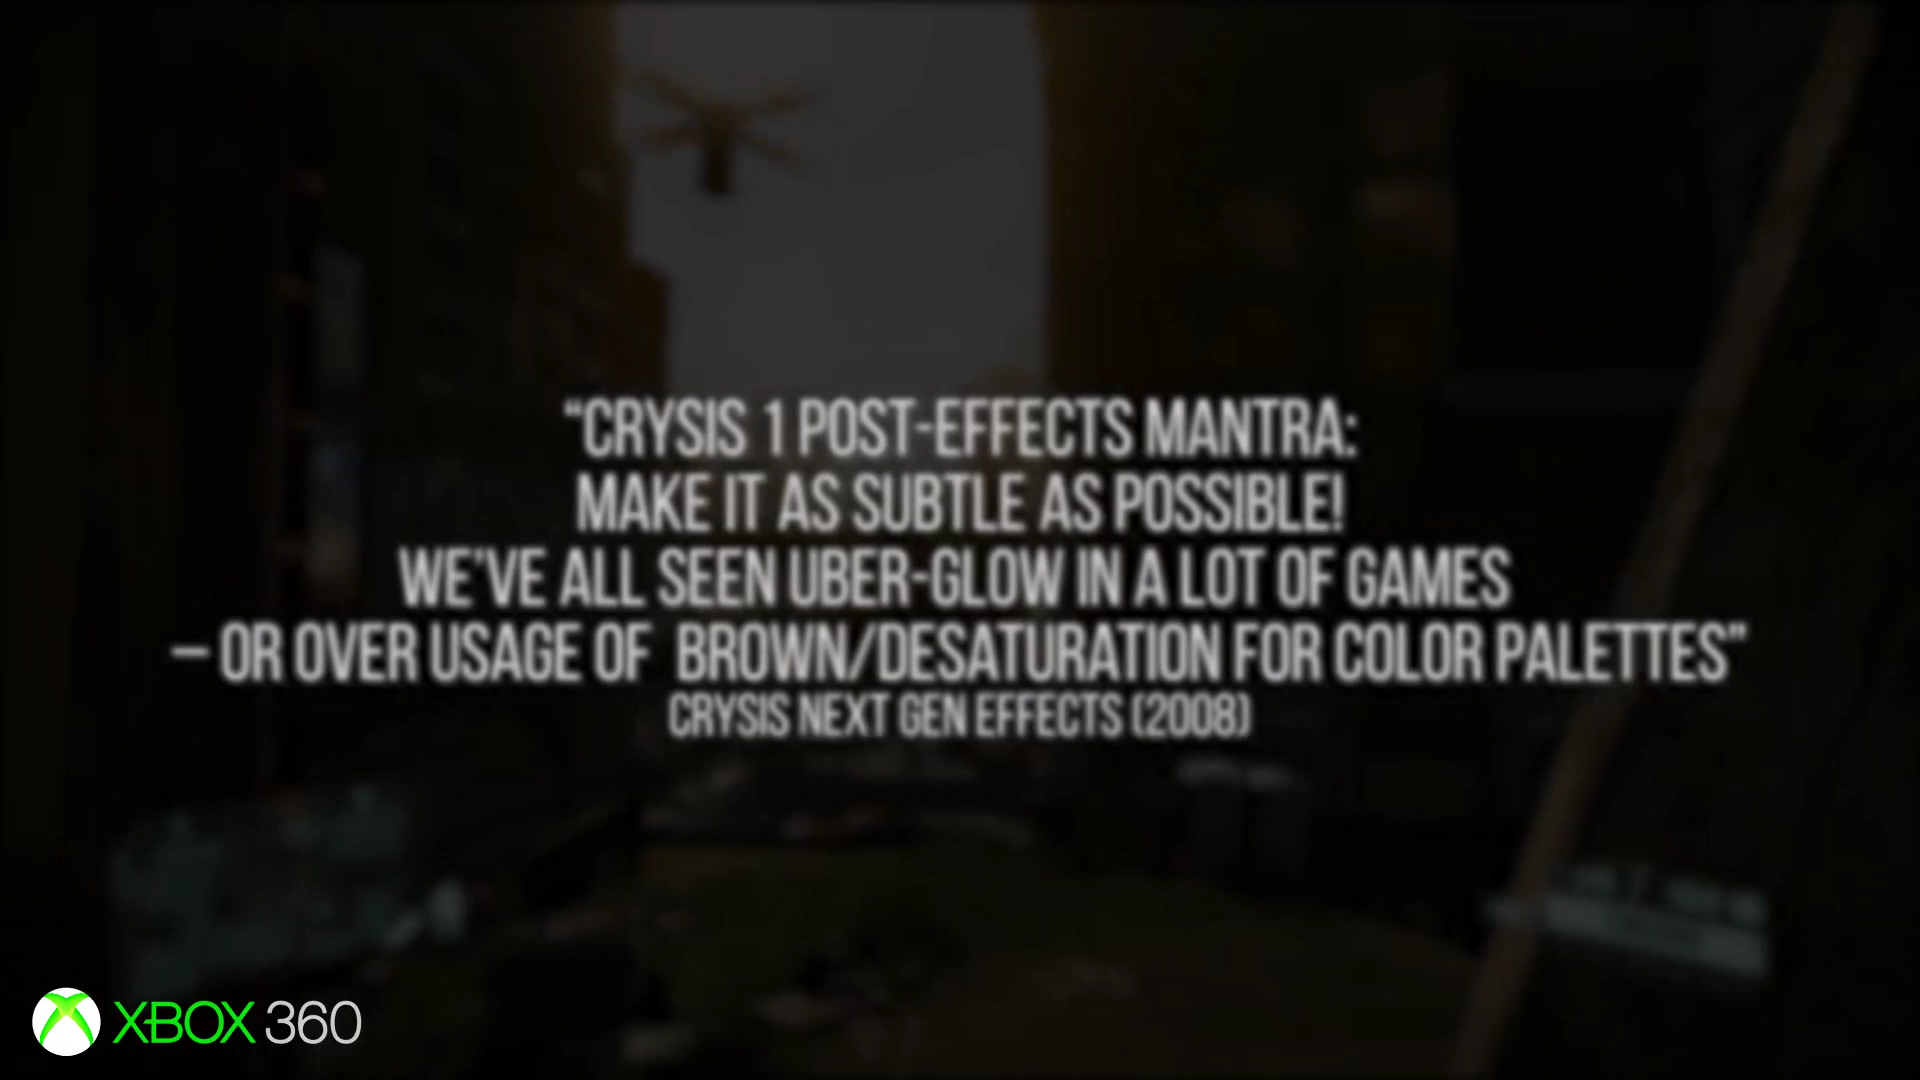 “CRYSIS 1 POST-EFFECTS MANTRA:
MAKE IT AS SUBTLE AS POSSIBLE!
WE'VE ALL SEEN UBER-GLOW IN A LOT OF GAMES
– OR OVER USAGE OF BROWN/DESATURATION FOR COLOR PALETTES”
CRYSIS NEXT GEN EFFECTS (2008)
XBOX 360